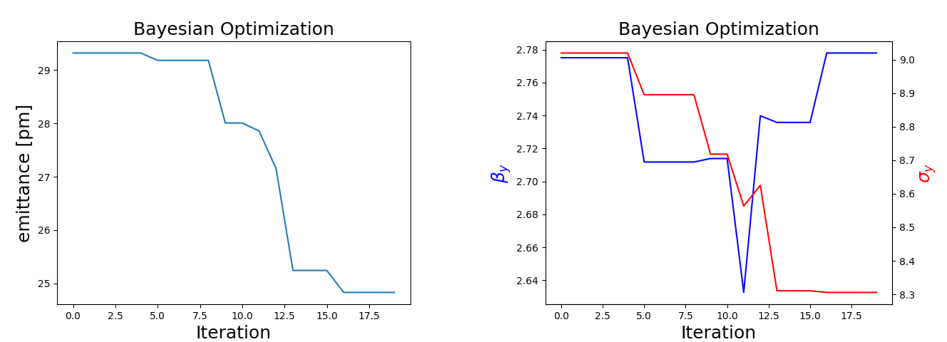 Bayesian Optimization
emittance [pm]
29
28
27
26
25
0.0 2.5 5.0 7.5 10.0 12.5 15.0 17.5
Iteration
Bayesian Optimization
βy
2.78
2.76
2.74
2.72
2.70
2.68
2.66
2.64
0.0 2.5 5.0 7.5 10.0 12.5 15.0 17.5
Iteration
9.0
8.9
8.8
8.7
8.6
8.5
8.4
8.3
σy